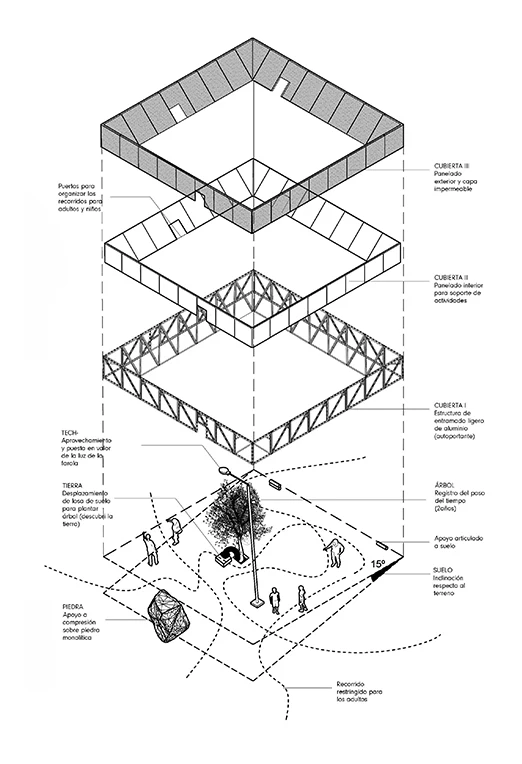 CUBIERTA III
Panelado
exterior y capa
impermeable
Puertas para
organizar los
recorridos para
adultos y niños
CUBIERTA II
Panelado interior
para soporte de
actividades
CUBIERTA I
Estructura de
entramado ligero
de aluminio
(autoportante)
TECH-
Aprovechamiento
y puesta en valor
de la luz de la
farola
TIERRA
Desplazamiento
de losa de suelo
para plantar
árbol (descubrí la
tierra)
ÁRBOL
Registro del paso
del tiempo
(2años)
Apoyo articulado
a suelo
15º
SUELO
Inclinación
respecto al
terreno
PIEDRA
Apoyo a
compresión
sobre piedra
monolítica
Recorrido
restringido para
los adultos